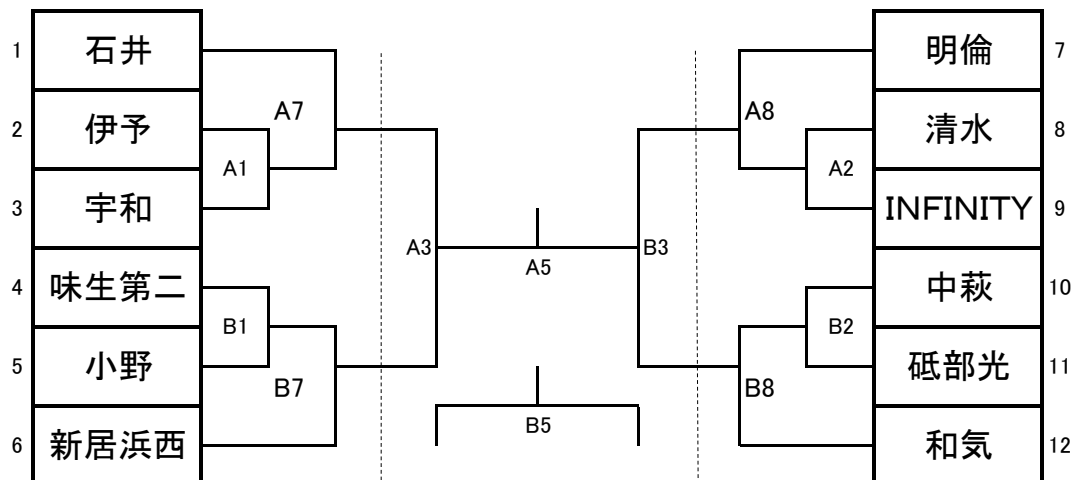 1 石井
2 伊予
3 宇和
4 味生第二
5 小野
6 新居浜西
A7
A1
B1
B7
A3
A5
B5
B3
A8
A2
B2
B8
明倫 7
清水 8
INFINITY 9
中萩 10
砥部光 11
和気 12